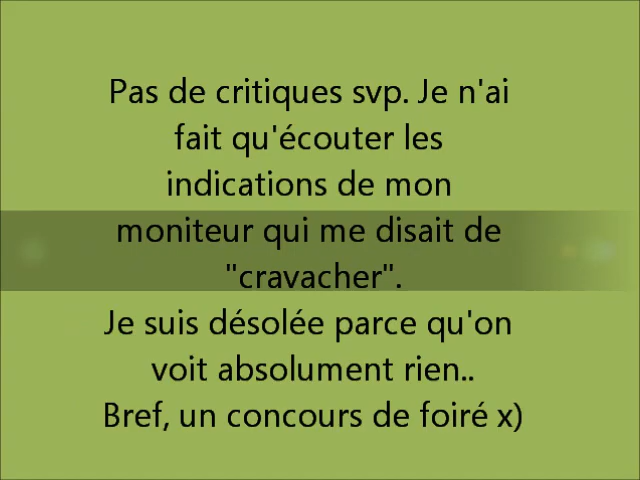 Pas de critiques svp. Je n'ai
fait qu'écouter les
indications de mon
moniteur qui me disait de
"cravacher".
Je suis désolée parce qu'on
voit absolument rien..
Bref, un concours de foiré x)